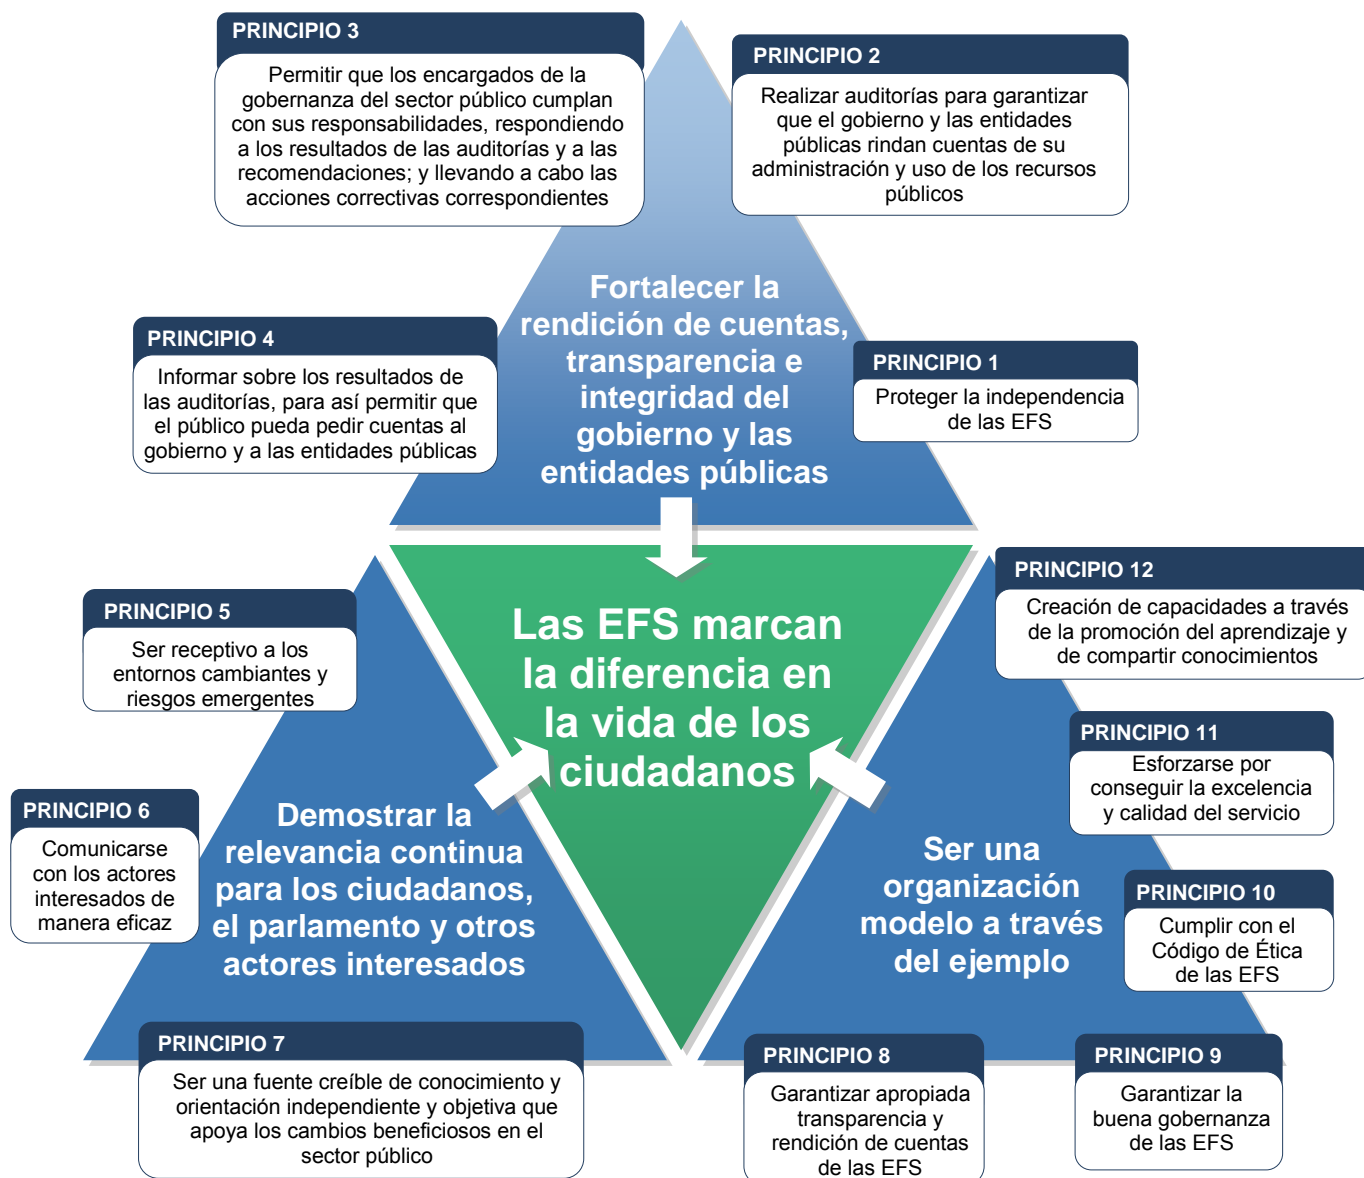 PRINCIPIO 3
Permitir que los encargados de la
gobernanza del sector público cumplan
con sus responsabilidades, respondiendo
a los resultados de las auditorías y a las
recomendaciones; y llevando a cabo las
acciones correctivas correspondientes
PRINCIPIO 2
Realizar auditorías para garantizar
que el gobierno y las entidades
públicas rindan cuentas de su
administración y uso de los recursos
públicos
Fortalecer la
rendición de cuentas,
transparencia e
integridad del
gobierno y las
entidades públicas
PRINCIPIO 4
Informar sobre los resultados de
las auditorías, para así permitir que
el público pueda pedir cuentas al
gobierno y a las entidades públicas
PRINCIPIO 1
Proteger la independencia
de las EFS
PRINCIPIO 5
Ser receptivo a los
entornos cambiantes y
riesgos emergentes
Las EFS marcan
la diferencia en
la vida de los
ciudadanos
PRINCIPIO 12
Creación de capacidades a través
de la promoción del aprendizaje y
de compartir conocimientos
PRINCIPIO 11
Esforzarse por
conseguir la excelencia
y calidad del servicio
PRINCIPIO 6
Comunicarse
con los actores
interesados de
manera eficaz
Demostrar la
relevancia continua
para los ciudadanos,
el parlamento y otros
actores interesados
Ser una
organización
modelo a través
del ejemplo
PRINCIPIO 10
Cumplir con el
Código de Ética
de las EFS
PRINCIPIO 7
Ser una fuente creíble de conocimiento y
orientación independiente y objetiva que
apoya los cambios beneficiosos en el
sector público
PRINCIPIO 8
Garantizar apropiada
transparencia y
rendición de cuentas
de las EFS
PRINCIPIO 9
Garantizar la
buena gobernanza
de las EFS